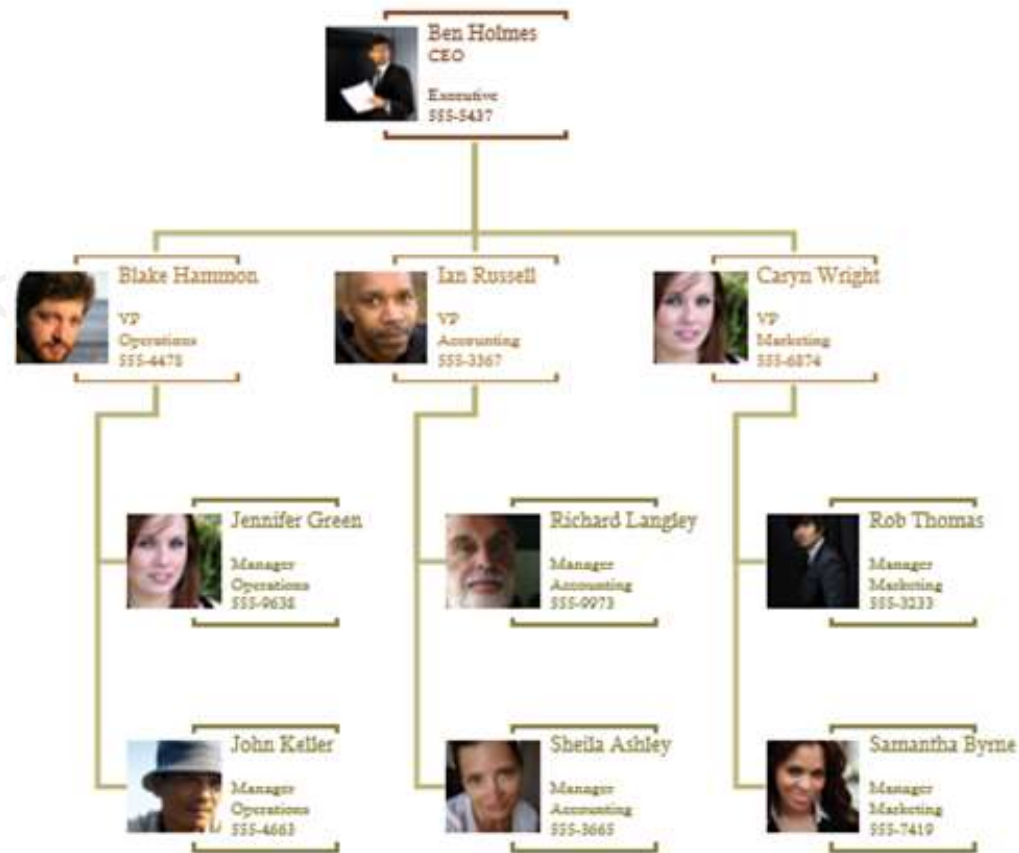 Ben Holmes
CEO
Executive
555-5437
Blake Hammon
VP
Operations
555-4478
Ian Russell
VP
Accounting
555-3367
Caryn Wright
VP
Marketing
555-6874
Jennifer Green
Manager
Operations
555-9638
Richard Langley
Manager
Accounting
555-9973
Rob Thomas
Manager
Marketing
555-3233
John Keller
Manager
Operations
555-4663
Sheila Ashley
Manager
Accounting
555-3665
Samantha Byrne
Manager
Marketing
555-7419